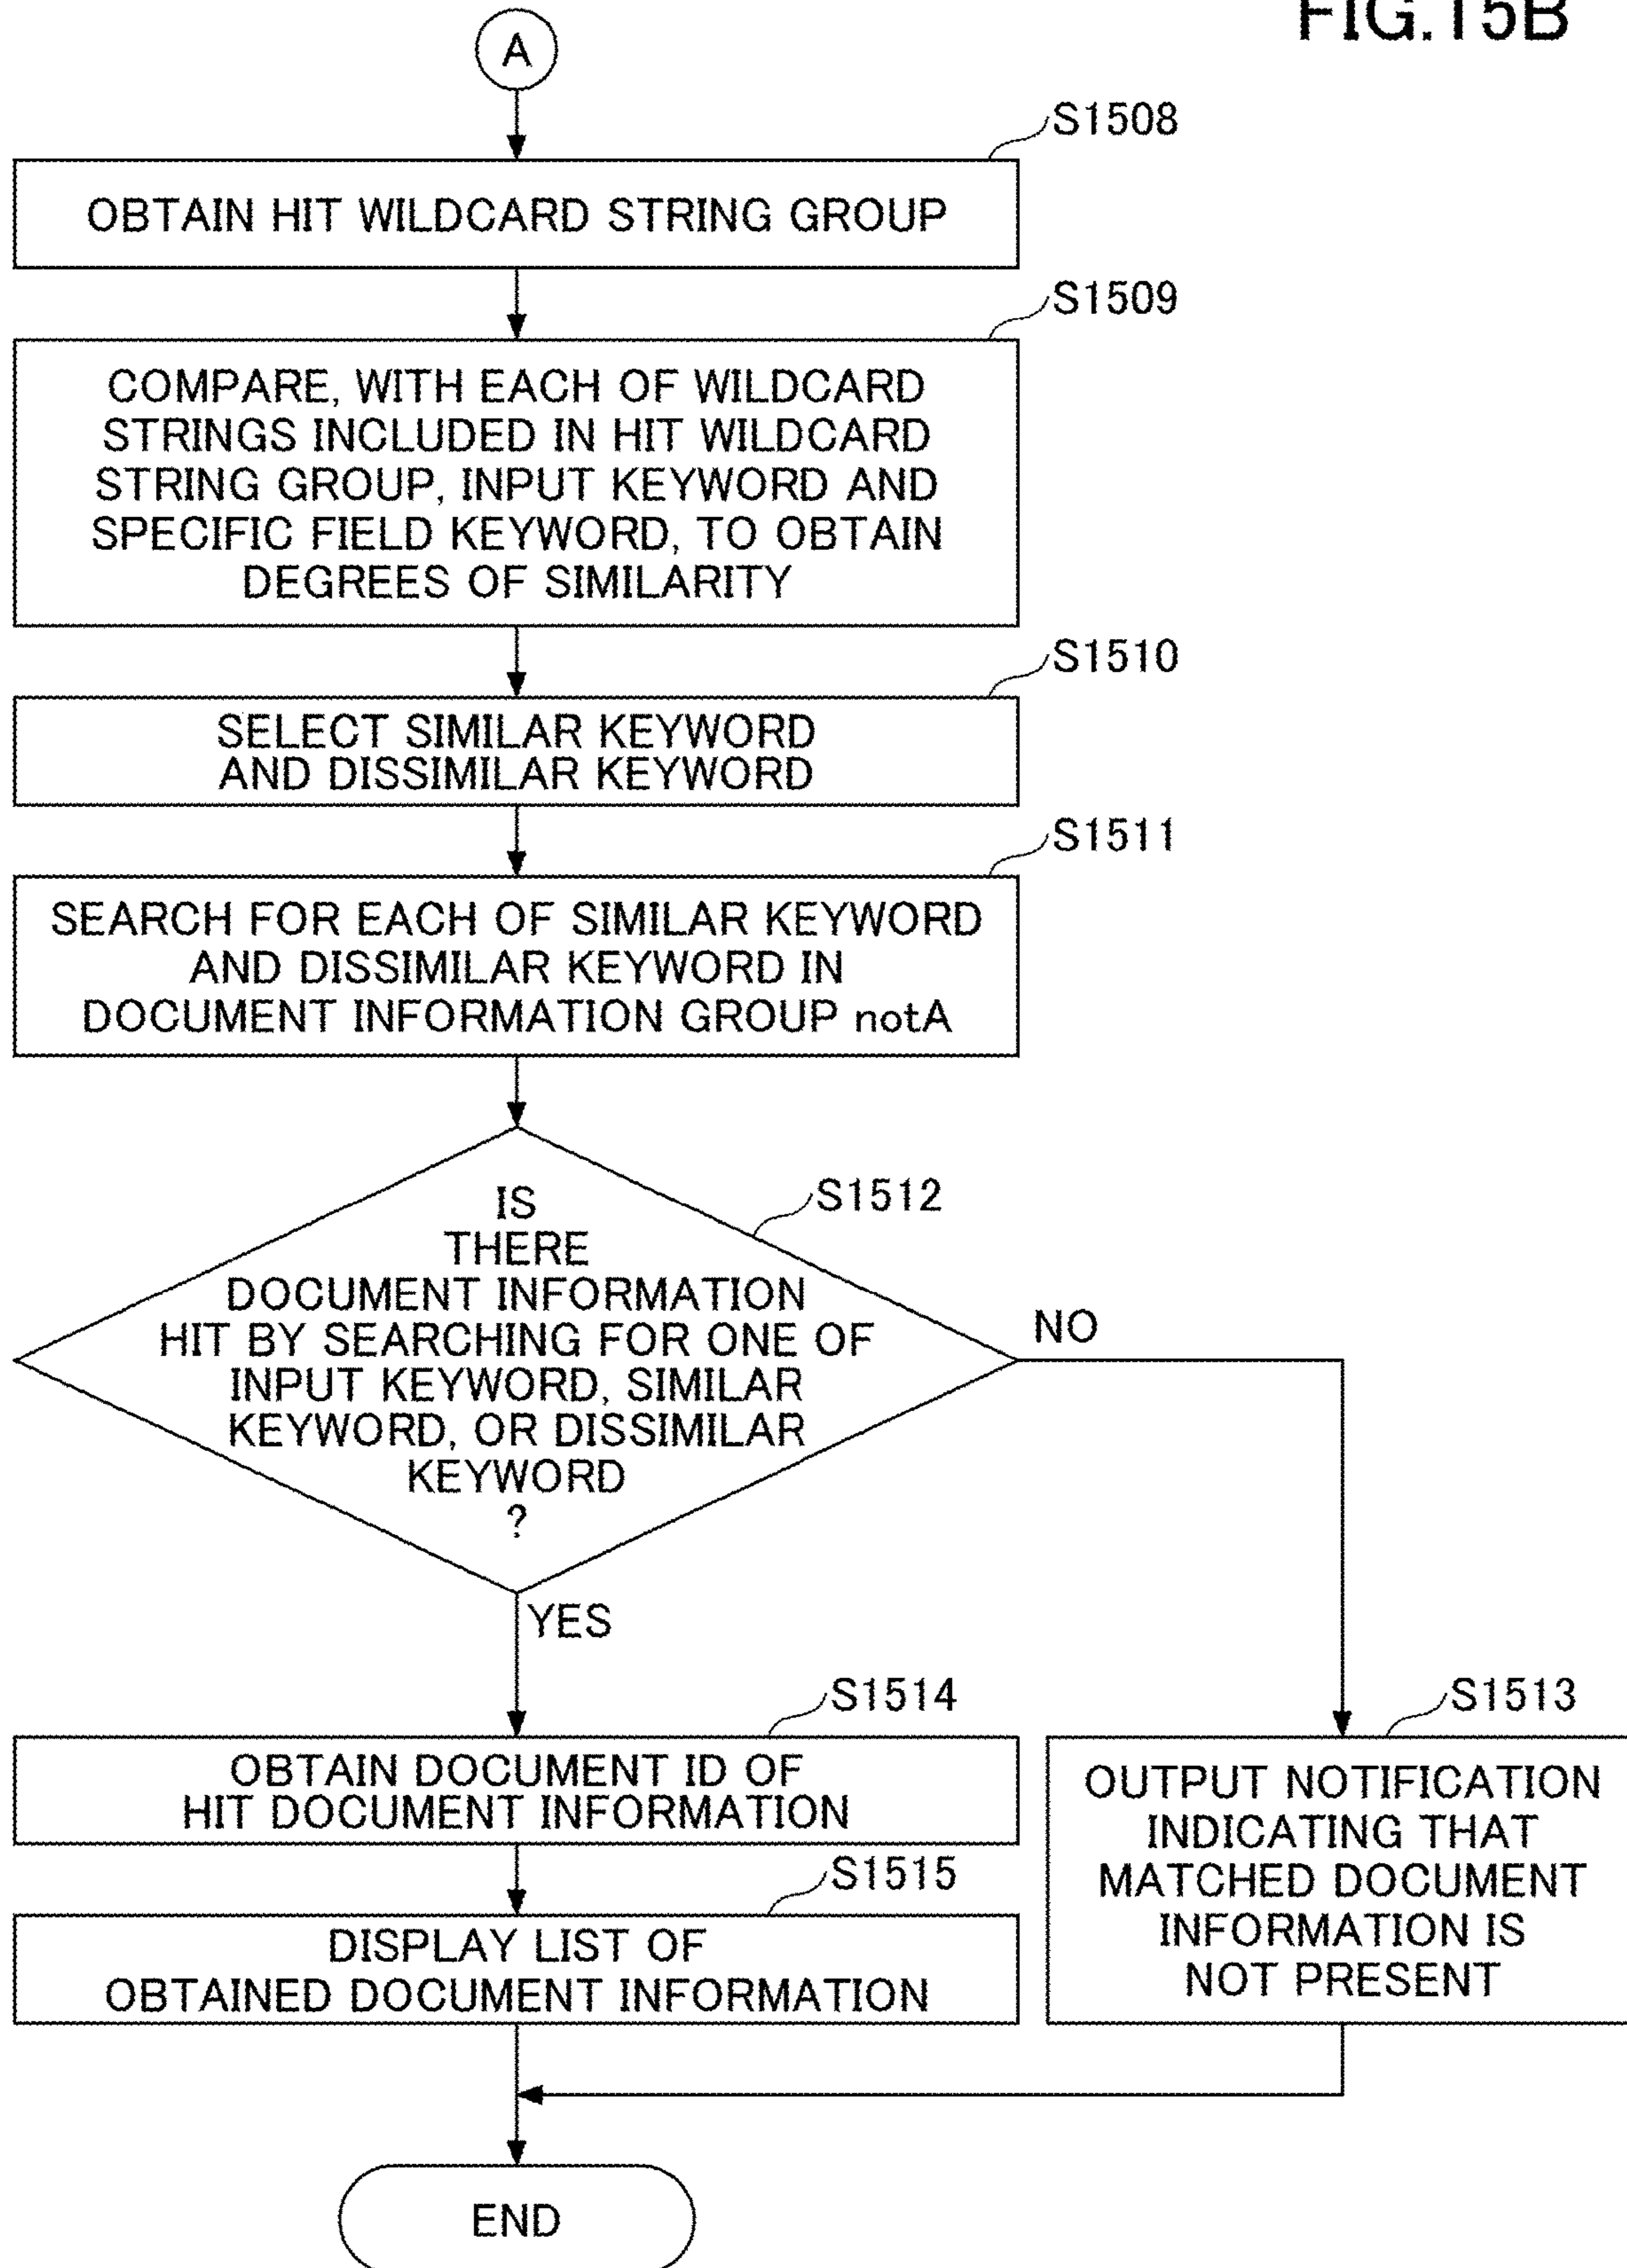 FIG.15B
A
S1508
OBTAIN HIT WILDCARD STRING GROUP
S1509
COMPARE, WITH EACH OF WILDCARD
STRINGS INCLUDED IN HIT WILDCARD
STRING GROUP, INPUT KEYWORD AND
SPECIFIC FIELD KEYWORD, TO OBTAIN
DEGREES OF SIMILARITY
S1510
SELECT SIMILAR KEYWORD
AND DISSIMILAR KEYWORD
S1511
SEARCH FOR EACH OF SIMILAR KEYWORD
AND DISSIMILAR KEYWORD IN
DOCUMENT INFORMATION GROUP notA
S1512
IS
THERE
DOCUMENT INFORMATION
HIT BY SEARCHING FOR ONE OF
INPUT KEYWORD, SIMILAR
KEYWORD, OR DISSIMILAR
KEYWORD
?
NO
YES
S1514
OBTAIN DOCUMENT ID OF
HIT DOCUMENT INFORMATION
S1513
OUTPUT NOTIFICATION
INDICATING THAT
MATCHED DOCUMENT
INFORMATION IS
NOT PRESENT
S1515
DISPLAY LIST OF
OBTAINED DOCUMENT INFORMATION
END